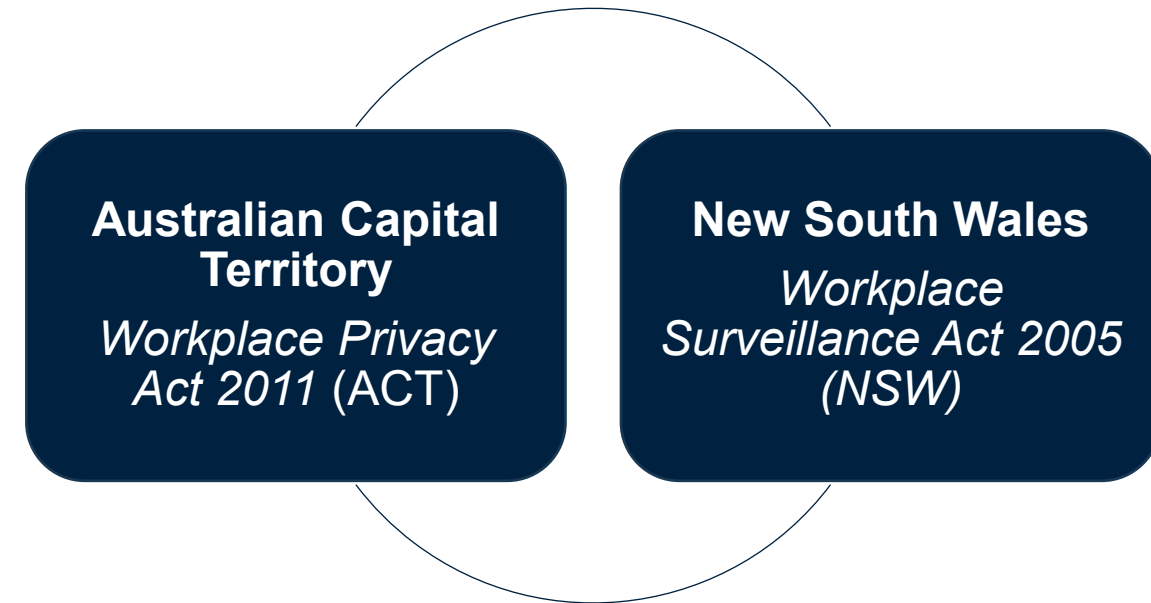 Australian Capital
Territory
Workplace Privacy
Act 2011 (ACT)
New South Wales
Workplace
Surveillance Act 2005
(NSW)